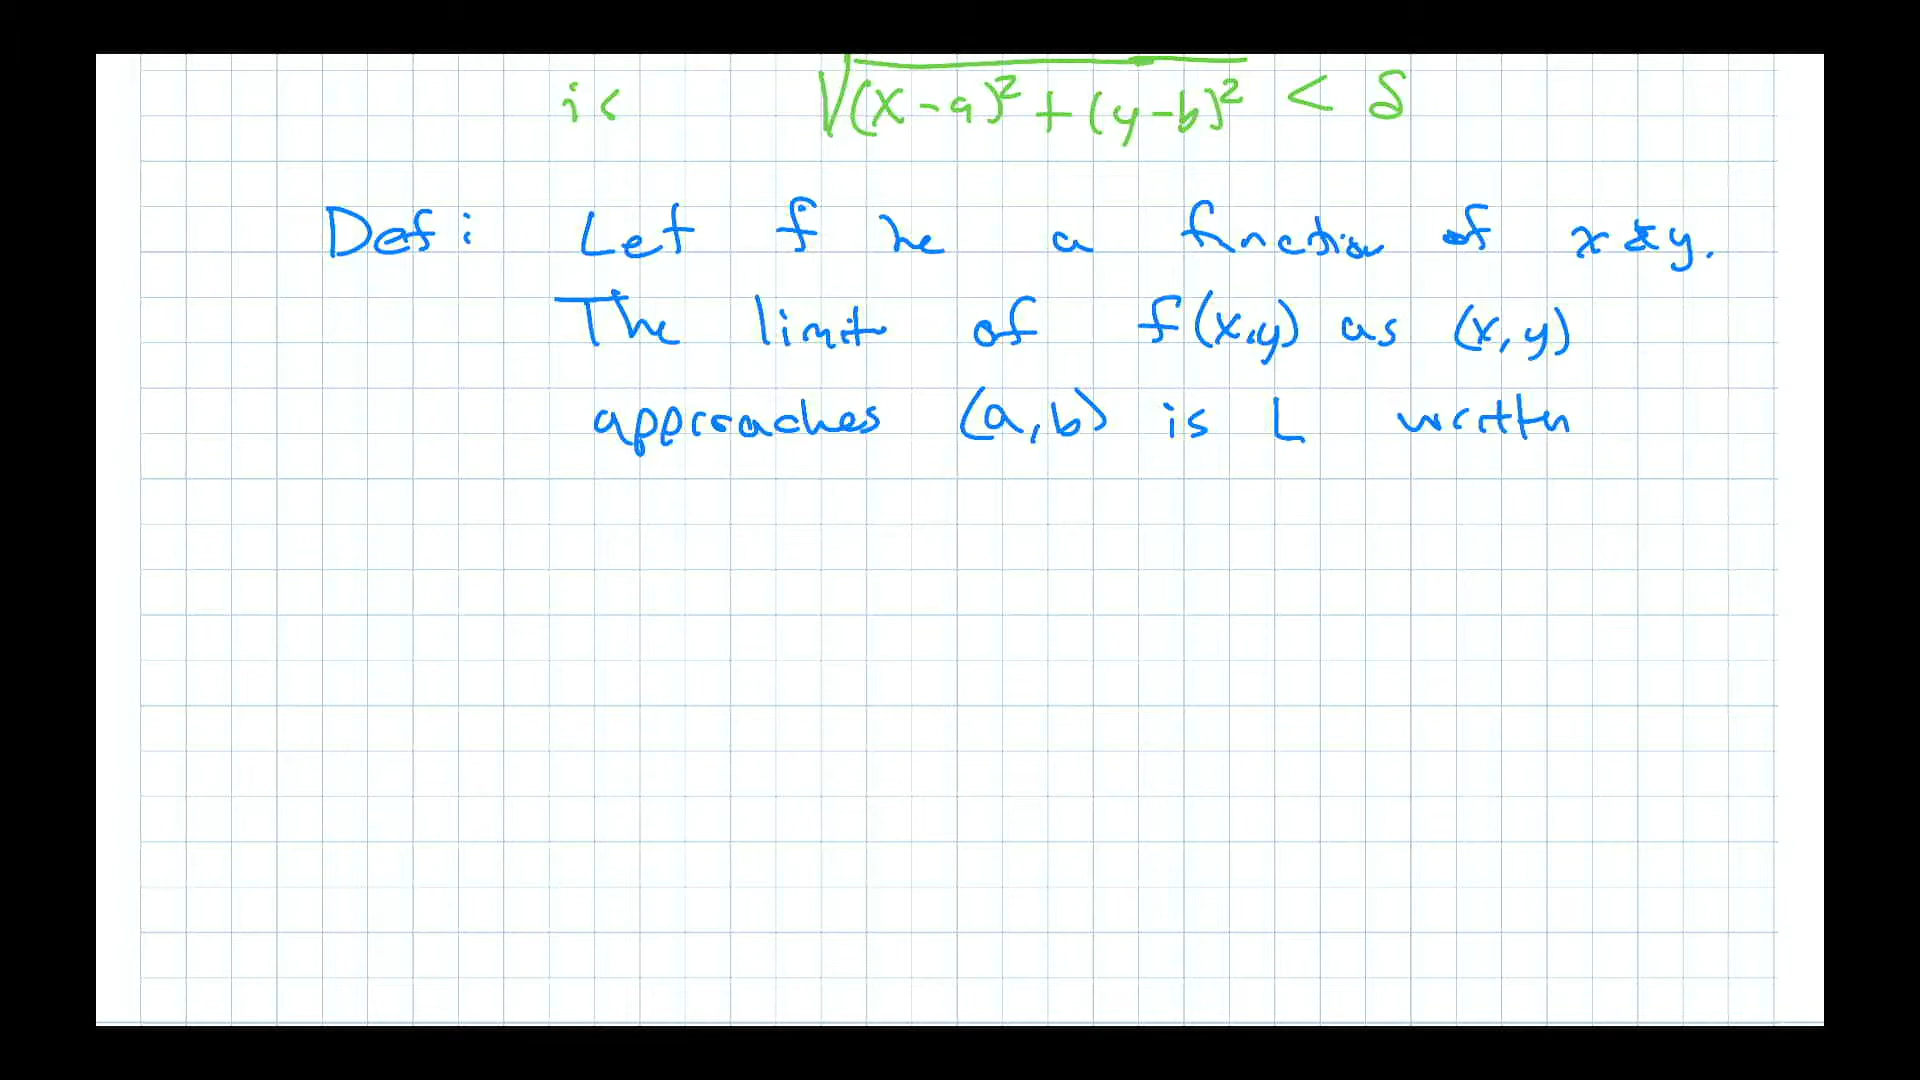 is √(x-a)² + (y-b)² < δ
Def: Let f be a function of x & y.
The limit of f(x,y) as (x,y)
approaches (a,b) is L written